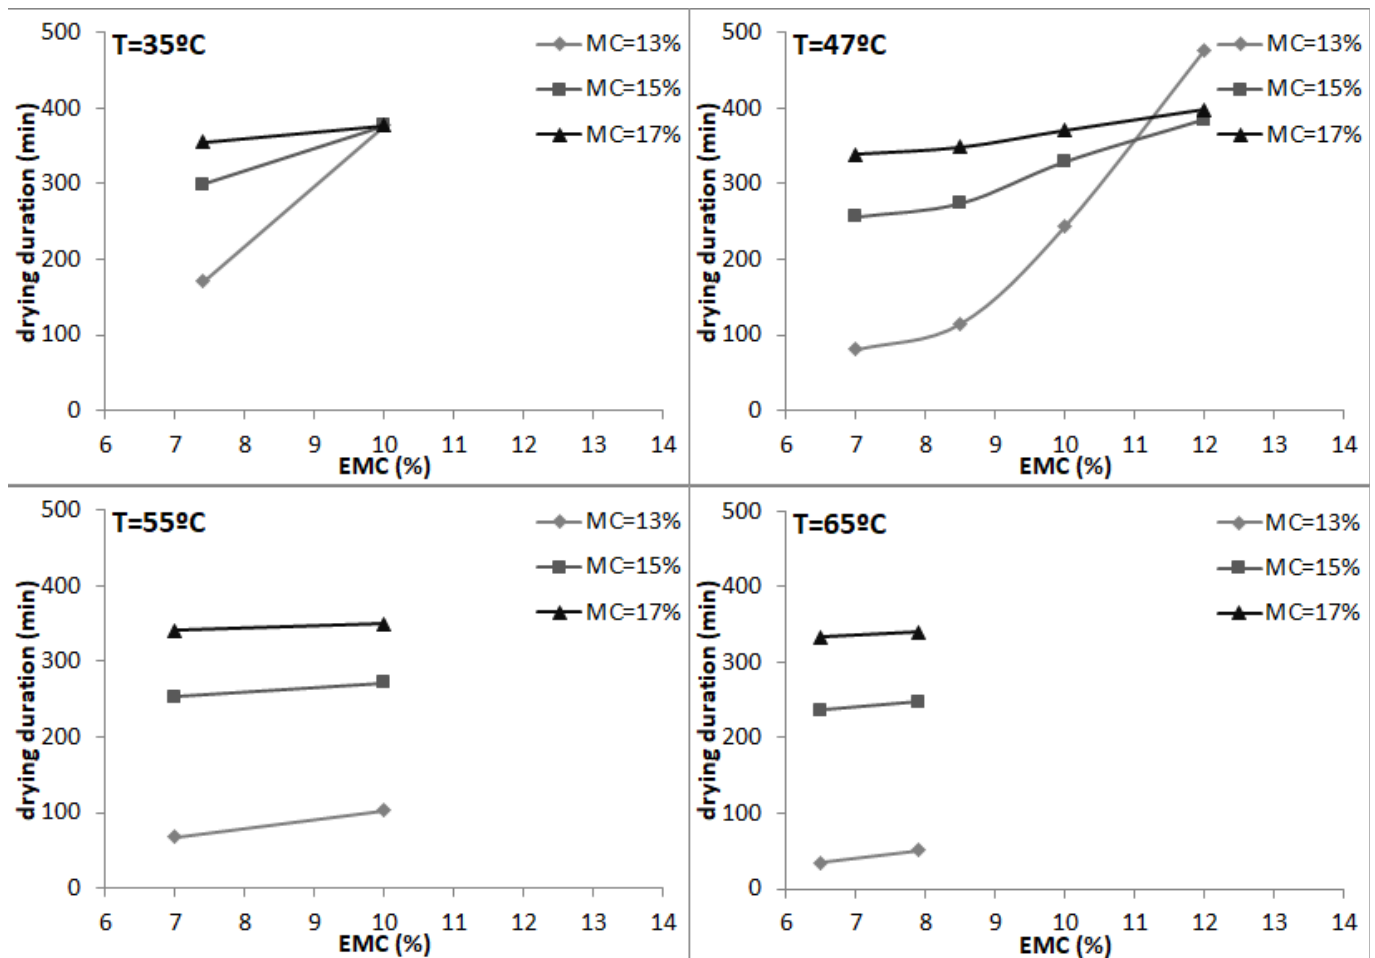 T=35ºC
MC=13%
MC=15%
MC=17%
500
400
300
200
100
0
drying duration (min)
6 7 8 9 10 11 12 13 14
EMC (%)
T=47ºC
MC=13%
MC=15%
MC=17%
500
400
300
200
100
0
drying duration (min)
6 7 8 9 10 11 12 13 14
EMC (%)
T=55ºC
MC=13%
MC=15%
MC=17%
500
400
300
200
100
0
drying duration (min)
6 7 8 9 10 11 12 13 14
EMC (%)
T=65ºC
MC=13%
MC=15%
MC=17%
500
400
300
200
100
0
drying duration (min)
6 7 8 9 10 11 12 13 14
EMC (%)